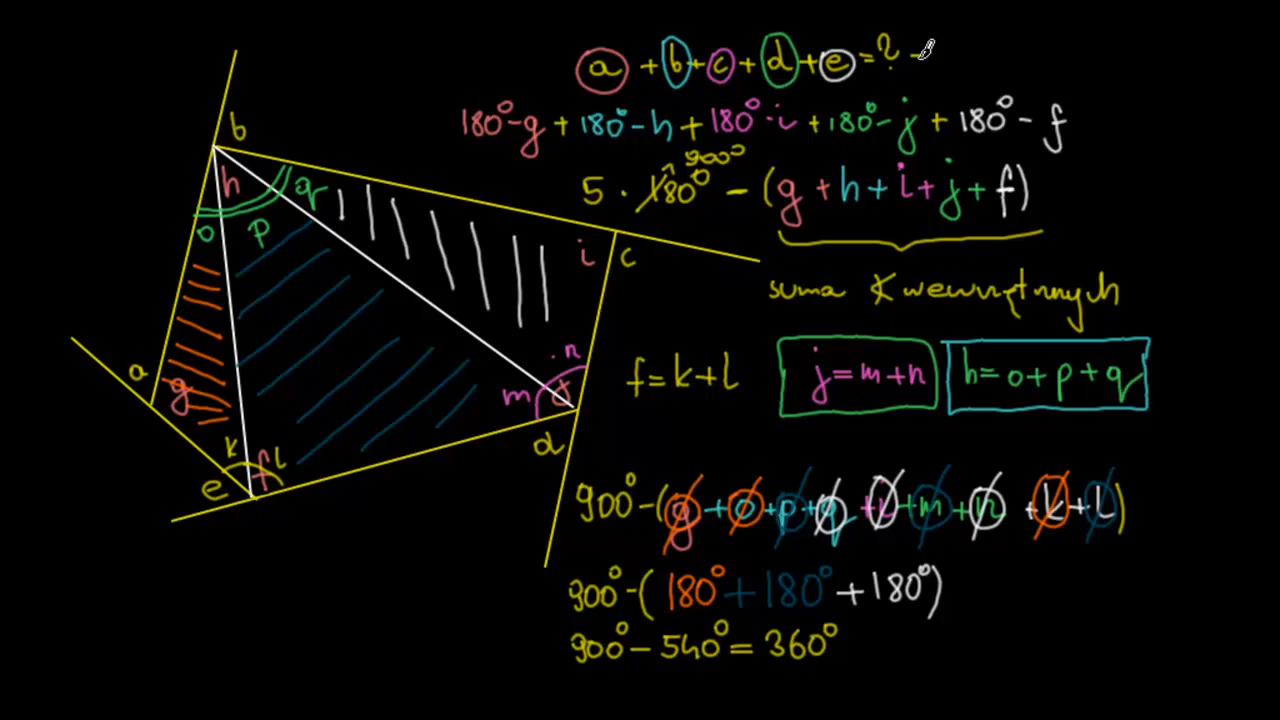 a + b + c + d + e = ? -
180° - g + 180° - h + 180° - i + 180° - j + 180° - f
900°
5 · 180° - (g + h + i + j + f)
suma ∢ wewnętrznych
f = k + l
j = m + n
h = o + p + q
900° - (g + o + p + q + i + m + n + k + l)
900° - (180° + 180° + 180°)
900° - 540° = 360°
b
h
q
o
p
i
c
a
g
n
m
j
d
k
f
l
e